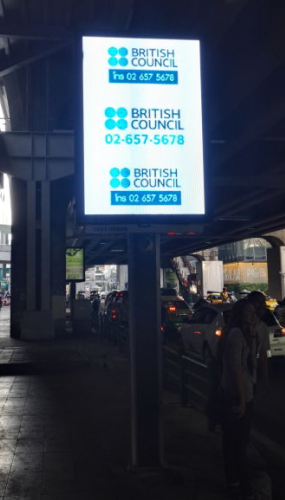 BRITISH
COUNCIL
โทร 02 657 5678
BRITISH
COUNCIL
02-657-5678
BRITISH
COUNCIL
โทร 02 657 5678